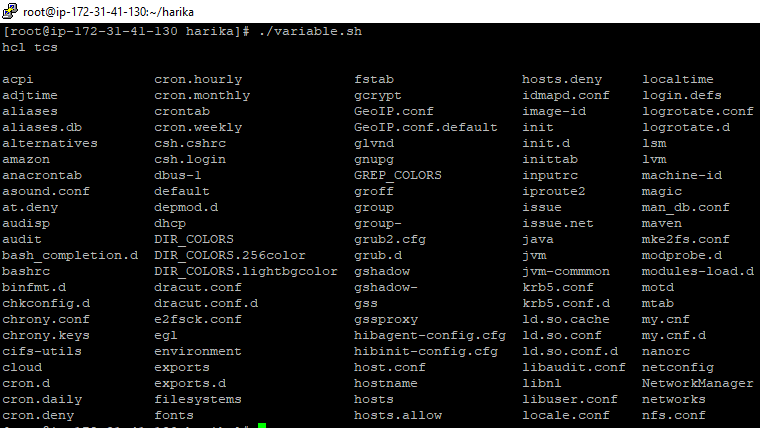 root@ip-172-31-41-130:~/harika
[root@ip-172-31-41-130 harika]# ./variable.sh
hcl tcs
acpi cron.hourly fstab hosts.deny localtime
adjtime cron.monthly gcrypt idmapd.conf login.defs
aliases crontab GeoIP.conf image-id logrotate.conf
aliases.db cron.weekly GeoIP.conf.default init logrotate.d
alternatives csh.cshrc glvnd init.d lsm
amazon csh.login gnupg inittab lvm
anacrontab dbus-1 GREP_COLORS inputrc machine-id
asound.conf default groff iproute2 magic
at.deny depmod.d group issue man_db.conf
audisp dhcp group- issue.net maven
audit DIR_COLORS grub2.cfg java mke2fs.conf
bash_completion.d DIR_COLORS.256color grub.d jvm modprobe.d
bashrc DIR_COLORS.lightbgcolor gshadow jvm-commmon modules-load.d
binfmt.d dracut.conf gshadow- krb5.conf motd
chkconfig.d dracut.conf.d gss krb5.conf.d mtab
chrony.conf e2fsck.conf gssproxy ld.so.cache my.cnf
chrony.keys egl hibagent-config.cfg ld.so.conf my.cnf.d
cifs-utils environment hibinit-config.cfg ld.so.conf.d nanorc
cloud exports host.conf libaudit.conf netconfig
cron.d exports.d hostname libnl NetworkManager
cron.daily filesystems hosts libuser.conf networks
cron.deny fonts hosts.allow locale.conf nfs.conf